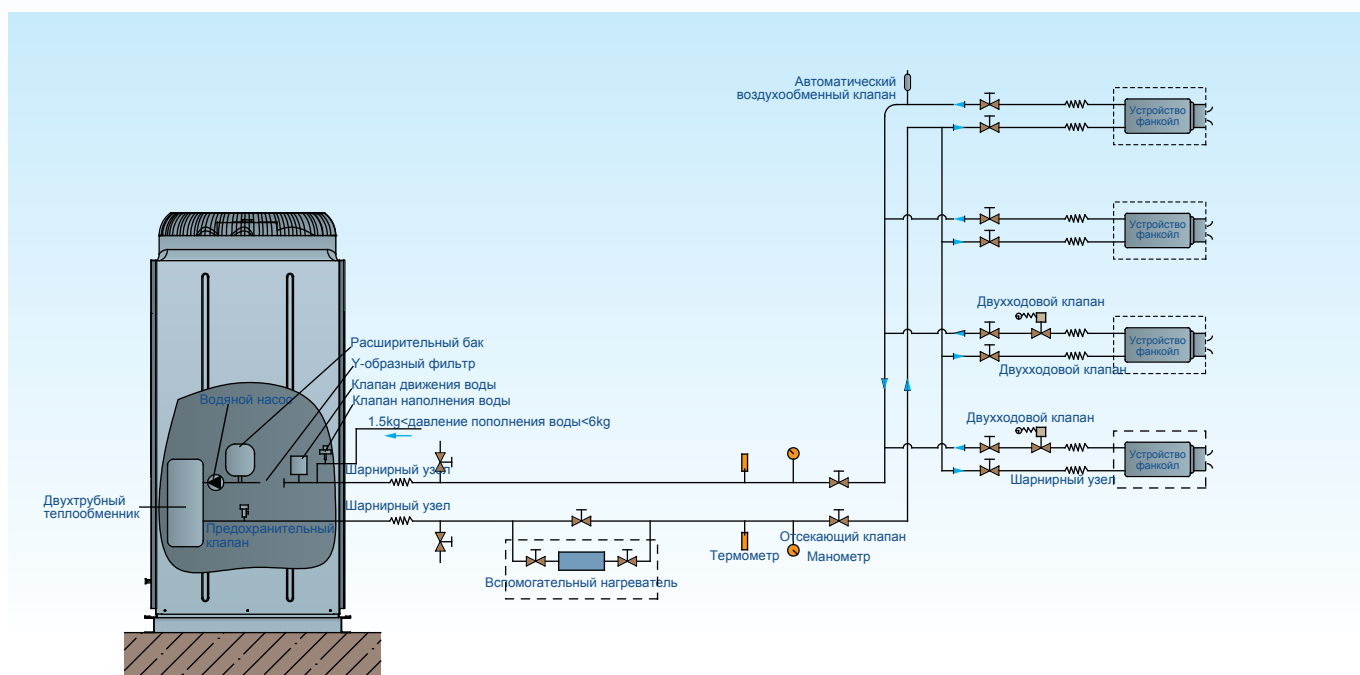 Автоматический
воздухообменный клапан
Устройство
фанкойл
Устройство
фанкойл
Двухходовой клапан
Устройство
фанкойл
Двухходовой клапан
Расширительный бак
Y-образный фильтр
Клапан движения воды
Водяной насос
Клапан наполнения воды
1.5kg<давление пополнения воды<6kg
Двухходовой клапан
Устройство
фанкойл
Шарнирный узел
Шарнирный узел
Двухтрубный
теплообменник
Шарнирный узел
Предохранительный
клапан
Отсекающий клапан
Термометр
Манометр
Вспомогательный нагреватель